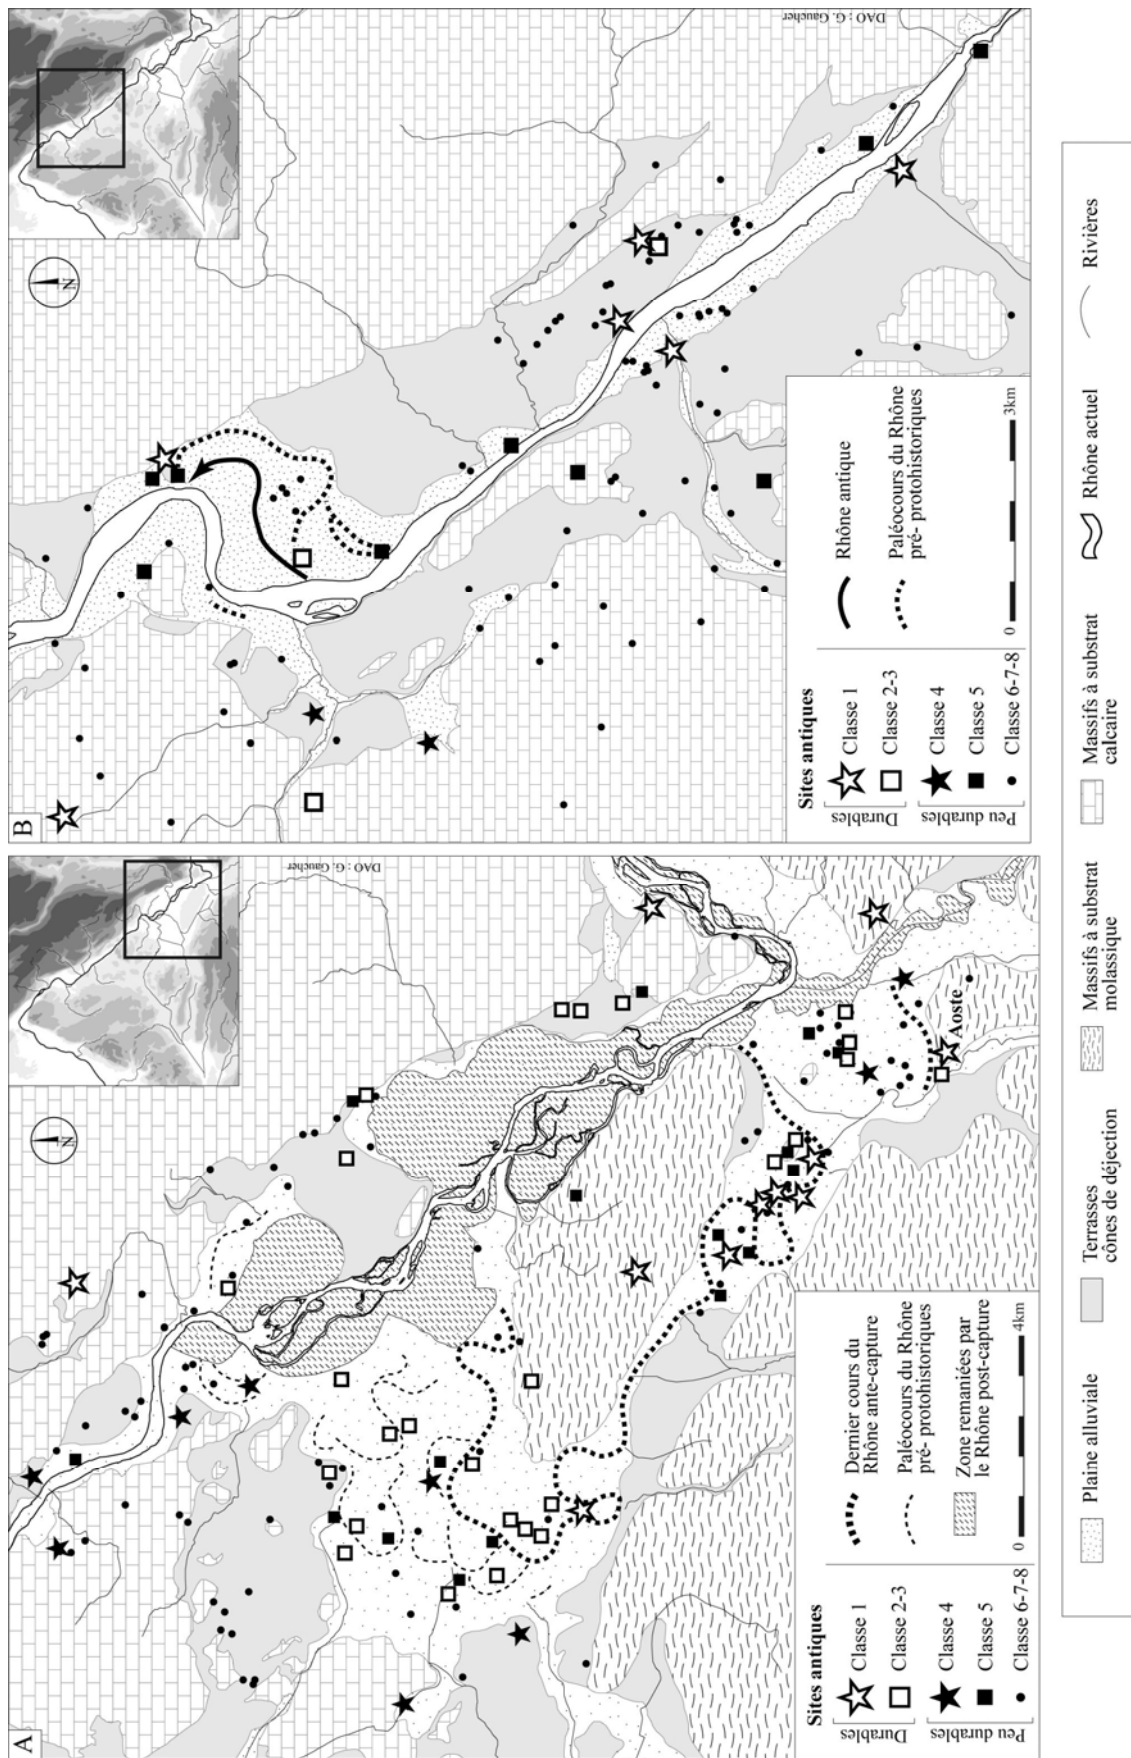 A
N
DAO : G. Gaucher
Aoste
Sites antiques
Durables
Classe 1
Classe 2-3
Peu durables
Classe 4
Classe 5
Classe 6-7-8
Dernier cours du
Rhône ante-capture
Paléocours du Rhône
pré- protohistoriques
Zone remaniées par
le Rhône post-capture
0
4km
B
N
DAO : G. Gaucher
Sites antiques
Durables
Classe 1
Classe 2-3
Peu durables
Classe 4
Classe 5
Classe 6-7-8
Rhône antique
Paléocours du Rhône
pré- protohistoriques
0
3km
Plaine alluviale
Terrasses
cônes de déjection
Massifs à substrat
molassique
Massifs à substrat
calcaire
Rhône actuel
Rivières